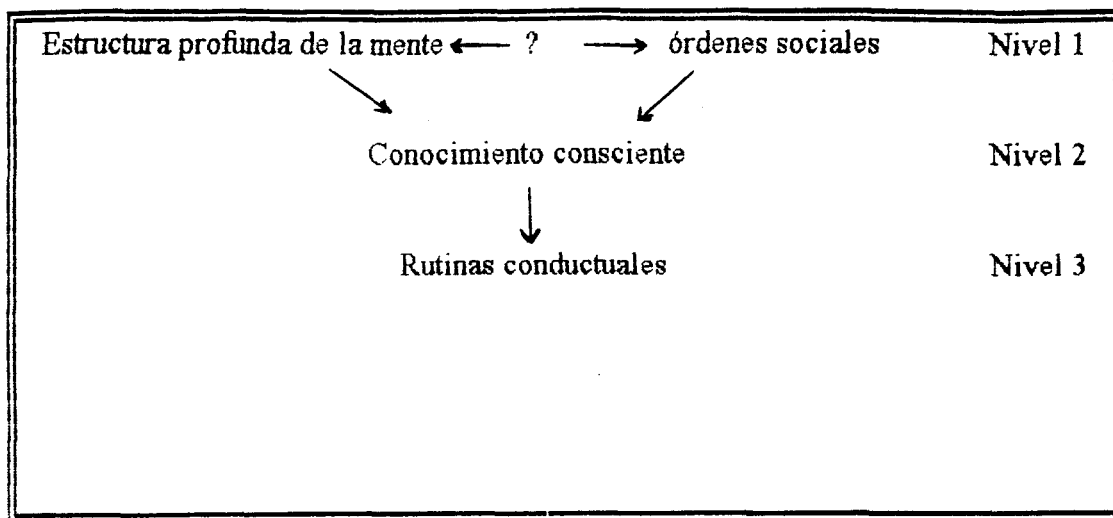 Estructura profunda de la mente ? órdenes sociales Nivel 1
Conocimiento consciente Nivel 2
Rutinas conductuales Nivel 3